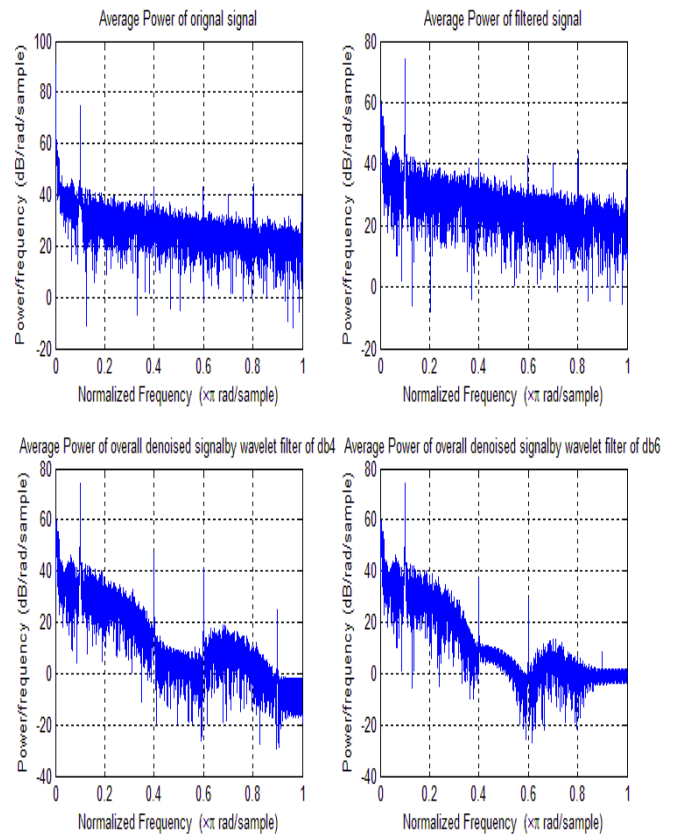 Average Power of orignal signal
Average Power of filtered signal
100
80
60
40
20
0
-20
Power/frequency (dB/rad/sample)
0 0.2 0.4 0.6 0.8 1
Normalized Frequency (×π rad/sample)
80
60
40
20
0
-20
Power/frequency (dB/rad/sample)
0 0.2 0.4 0.6 0.8 1
Normalized Frequency (×π rad/sample)
Average Power of overall denoised signalby wavelet filter of db4
Average Power of overall denoised signalby wavelet filter of db6
80
60
40
20
0
-20
-40
Power/frequency (dB/rad/sample)
0 0.2 0.4 0.6 0.8 1
Normalized Frequency (×π rad/sample)
80
60
40
20
0
-20
-40
Power/frequency (dB/rad/sample)
0 0.2 0.4 0.6 0.8 1
Normalized Frequency (×π rad/sample)